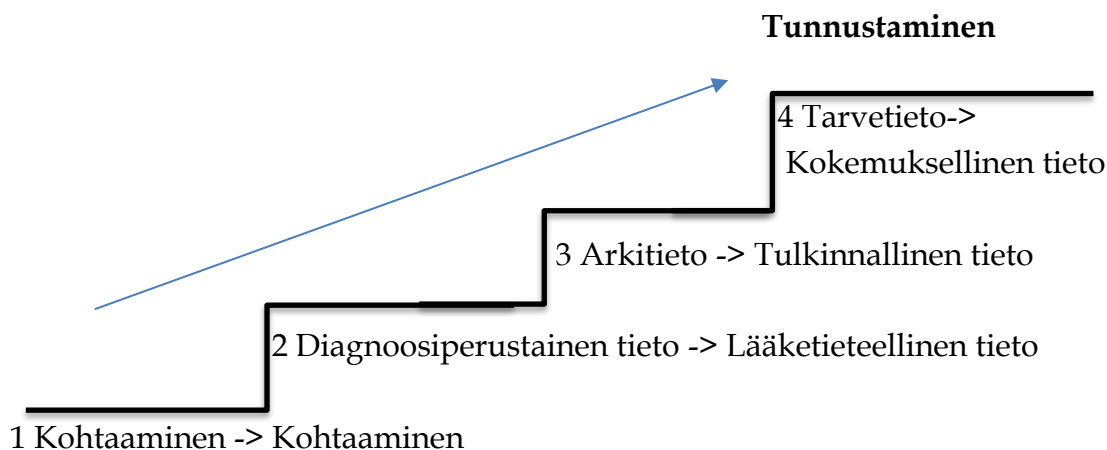 Tunnustaminen
4 Tarvetieto->
Kokemuksellinen tieto
3 Arkitieto -> Tulkinnallinen tieto
2 Diagnoosiperustainen tieto -> Lääketieteellinen tieto
1 Kohtaaminen -> Kohtaaminen